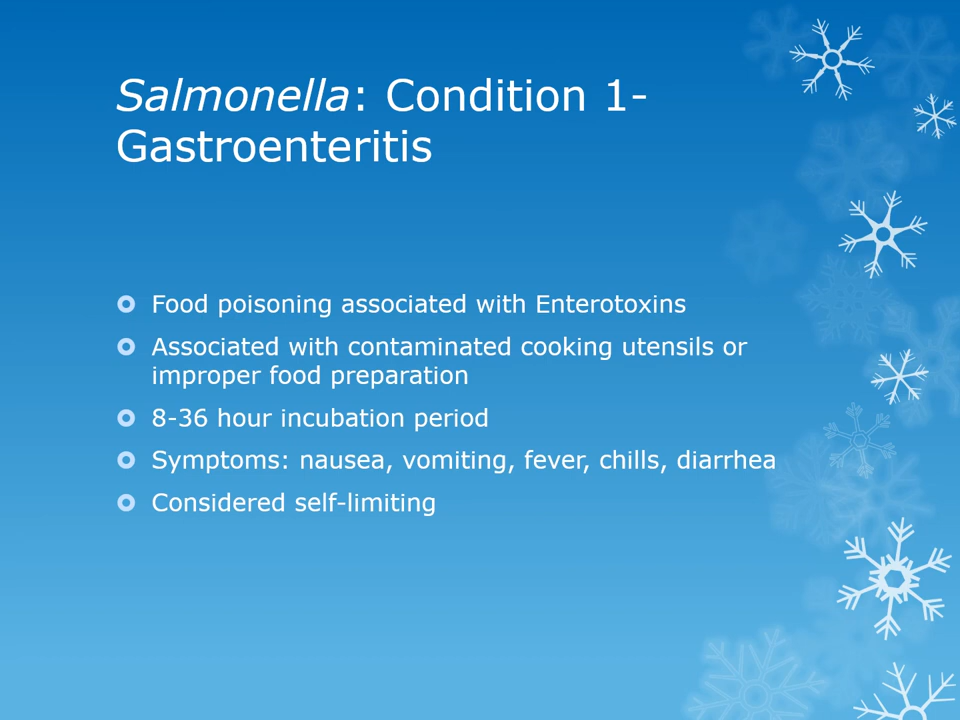 Salmonella: Condition 1-
Gastroenteritis
Food poisoning associated with Enterotoxins
Associated with contaminated cooking utensils or
improper food preparation
8-36 hour incubation period
Symptoms: nausea, vomiting, fever, chills, diarrhea
Considered self-limiting